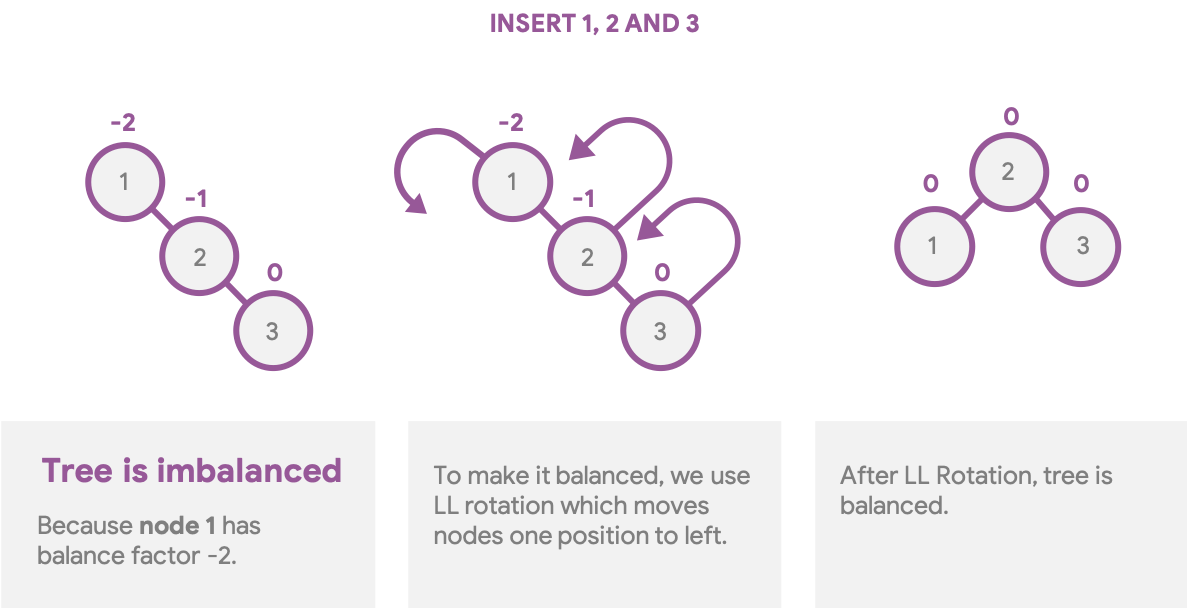 INSERT 1, 2 AND 3
-2
1
-1
2
0
3
-2
1
-1
2
0
3
0
2
0
1
0
3
Tree is imbalanced
Because node 1 has
balance factor -2.
To make it balanced, we use
LL rotation which moves
nodes one position to left.
After LL Rotation, tree is
balanced.